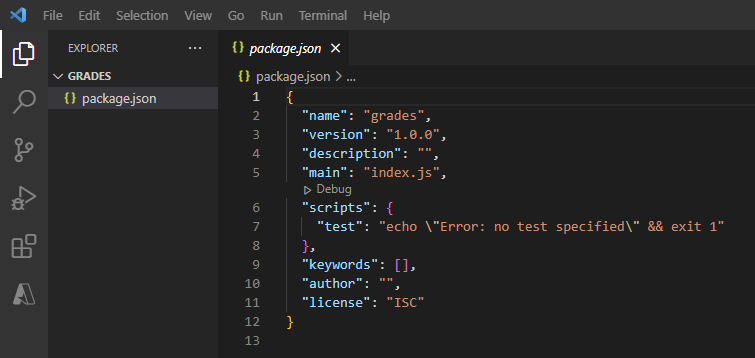 File Edit Selection View Go Run Terminal Help
EXPLORER ...
GRADES
{} package.json
{} package.json ×
{} package.json > ...
1 {
2 "name": "grades",
3 "version": "1.0.0",
4 "description": "",
5 "main": "index.js",
Debug
6 "scripts": {
7 "test": "echo \"Error: no test specified\" && exit 1"
8 },
9 "keywords": [],
10 "author": "",
11 "license": "ISC"
12 }
13